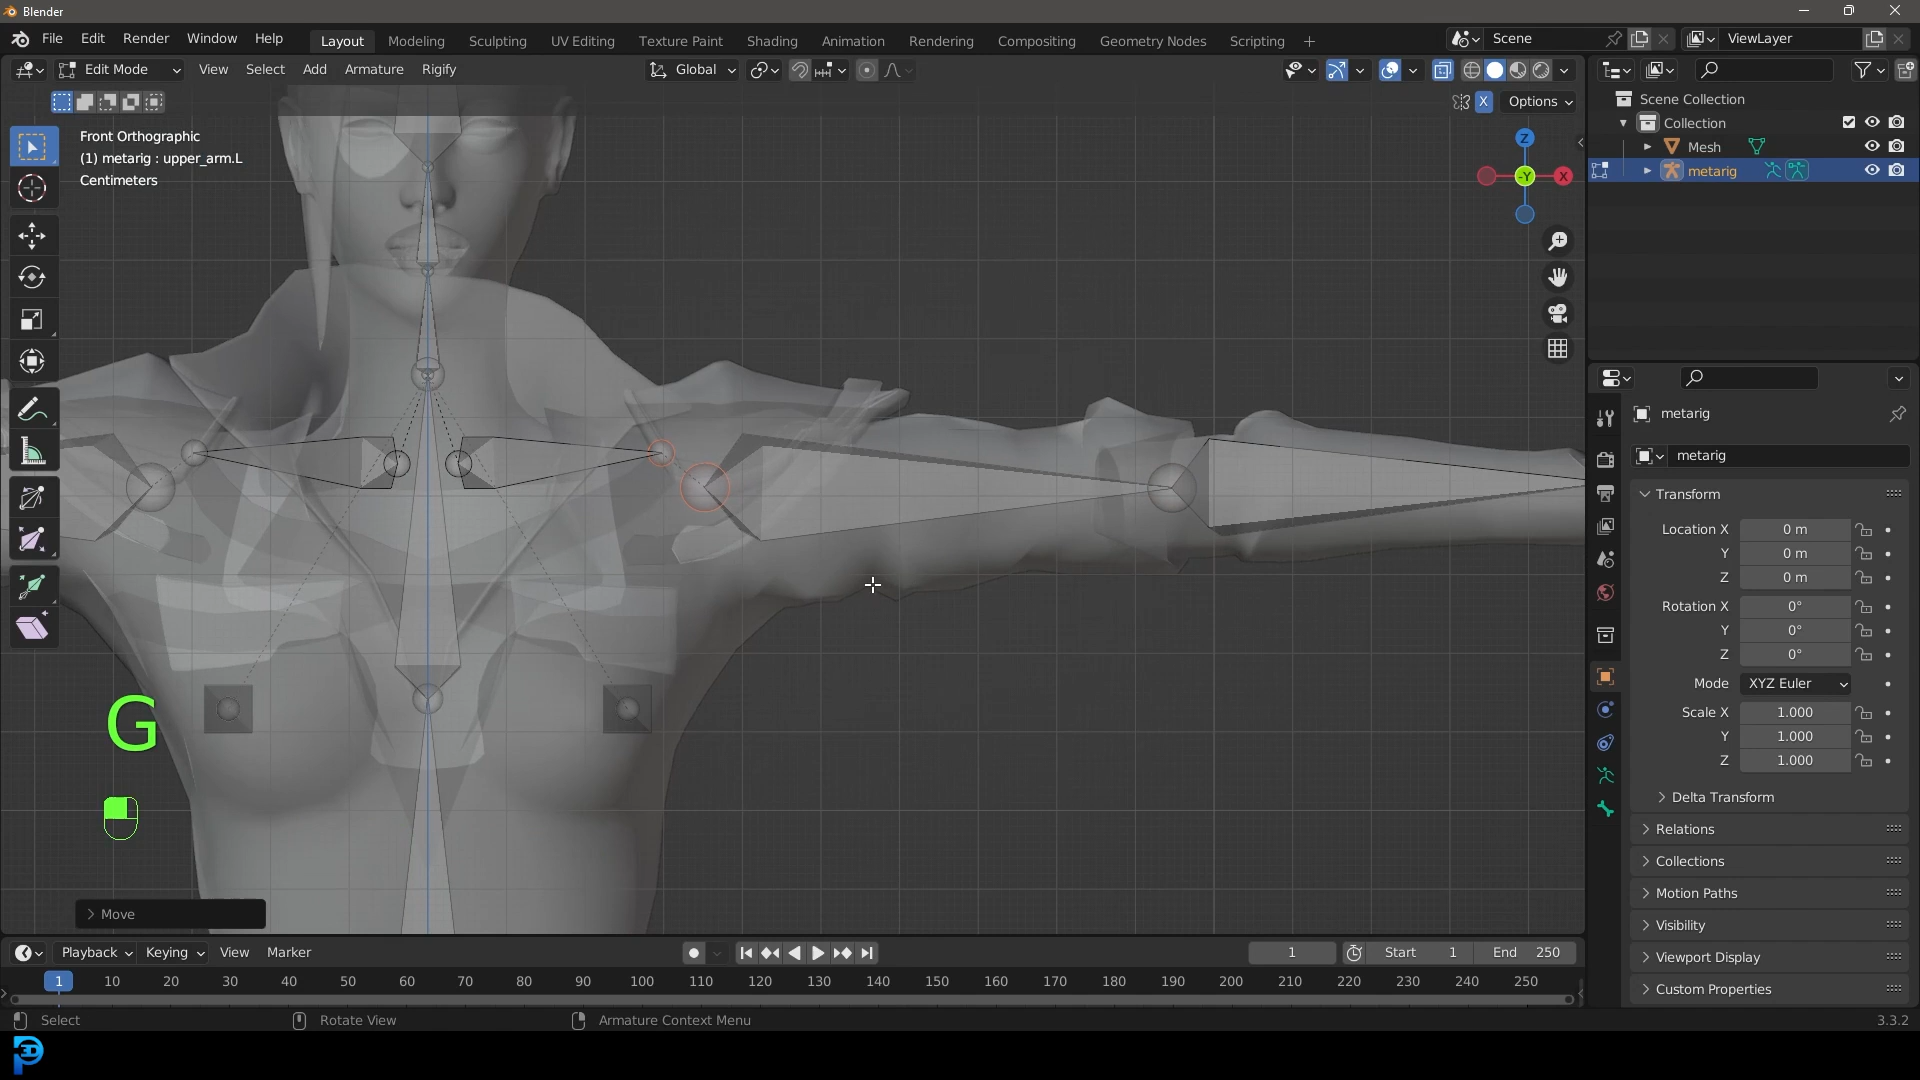 Blender
File Edit Render Window Help
Layout Modeling Sculpting UV Editing Texture Paint Shading Animation Rendering Compositing Geometry Nodes Scripting +
Scene
ViewLayer
Edit Mode View Select Add Armature Rigify
Global
X Options
Front Orthographic
(1) metarig : upper_arm.L
Centimeters
Z
-Y
X
Scene Collection
Collection
Mesh
metarig
metarig
metarig
Transform
Location X 0 m
Y 0 m
Z 0 m
Rotation X 0°
Y 0°
Z 0°
Mode XYZ Euler
Scale X 1.000
Y 1.000
Z 1.000
Delta Transform
Relations
Collections
Motion Paths
Visibility
Viewport Display
Custom Properties
G
Move
Playback Keying View Marker
1 Start 1 End 250
1 10 20 30 40 50 60 70 80 90 100 110 120 130 140 150 160 170 180 190 200 210 220 230 240 250
Select Rotate View Armature Context Menu
3.3.2